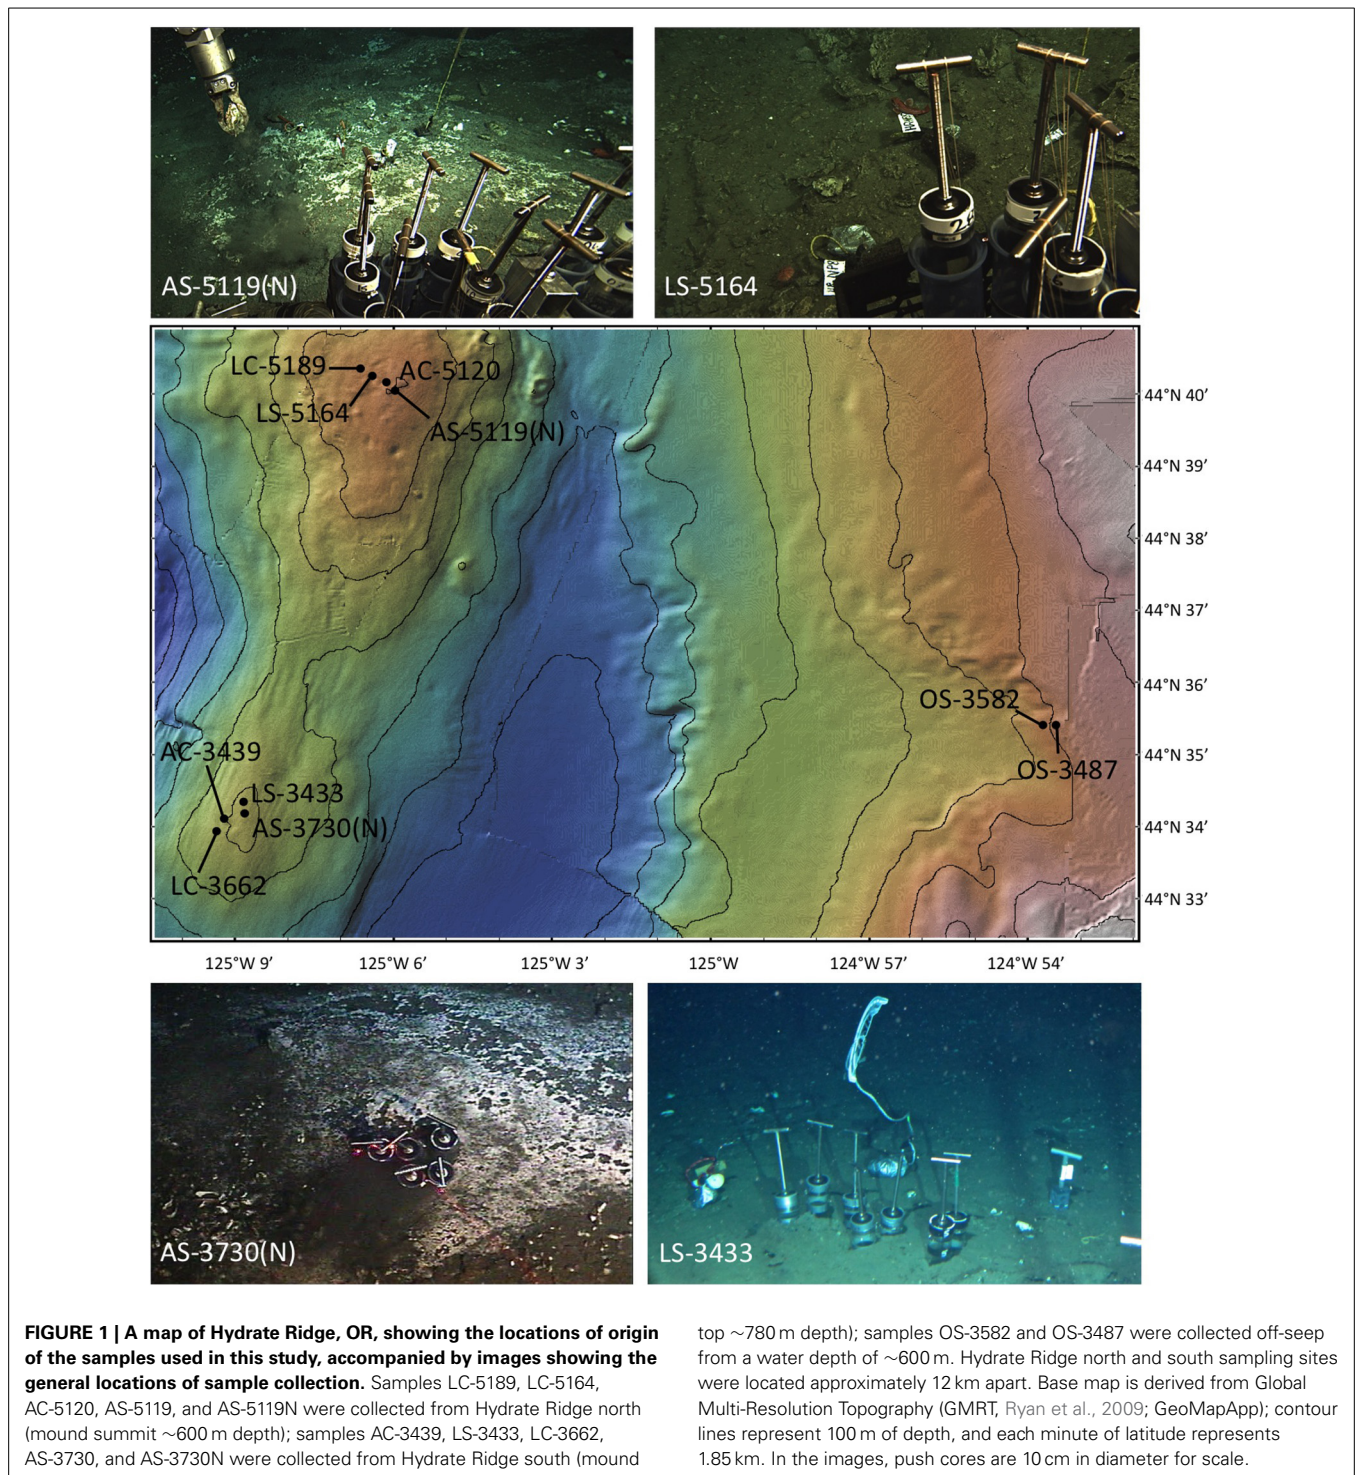 AS-5119(N)
LS-5164
LC-5189
AC-5120
LS-5164
AS-5119(N)
44°N 40’
44°N 39’
44°N 38’
44°N 37’
44°N 36’
OS-3582
44°N 35’
OS-3487
AC-3439
LS-3433
AS-3730(N)
44°N 34’
LC-3662
44°N 33’
125°W 9’
125°W 6’
125°W 3’
125°W
124°W 57’
124°W 54’
AS-3730(N)
LS-3433
FIGURE 1 | A map of Hydrate Ridge, OR, showing the locations of origin
of the samples used in this study, accompanied by images showing the
general locations of sample collection. Samples LC-5189, LC-5164,
AC-5120, AS-5119, and AS-5119N were collected from Hydrate Ridge north
(mound summit ∼600 m depth); samples AC-3439, LS-3433, LC-3662,
AS-3730, and AS-3730N were collected from Hydrate Ridge south (mound
top ∼780 m depth); samples OS-3582 and OS-3487 were collected off-seep
from a water depth of ∼600 m. Hydrate Ridge north and south sampling sites
were located approximately 12 km apart. Base map is derived from Global
Multi-Resolution Topography (GMRT, Ryan et al., 2009; GeoMapApp); contour
lines represent 100 m of depth, and each minute of latitude represents
1.85 km. In the images, push cores are 10 cm in diameter for scale.